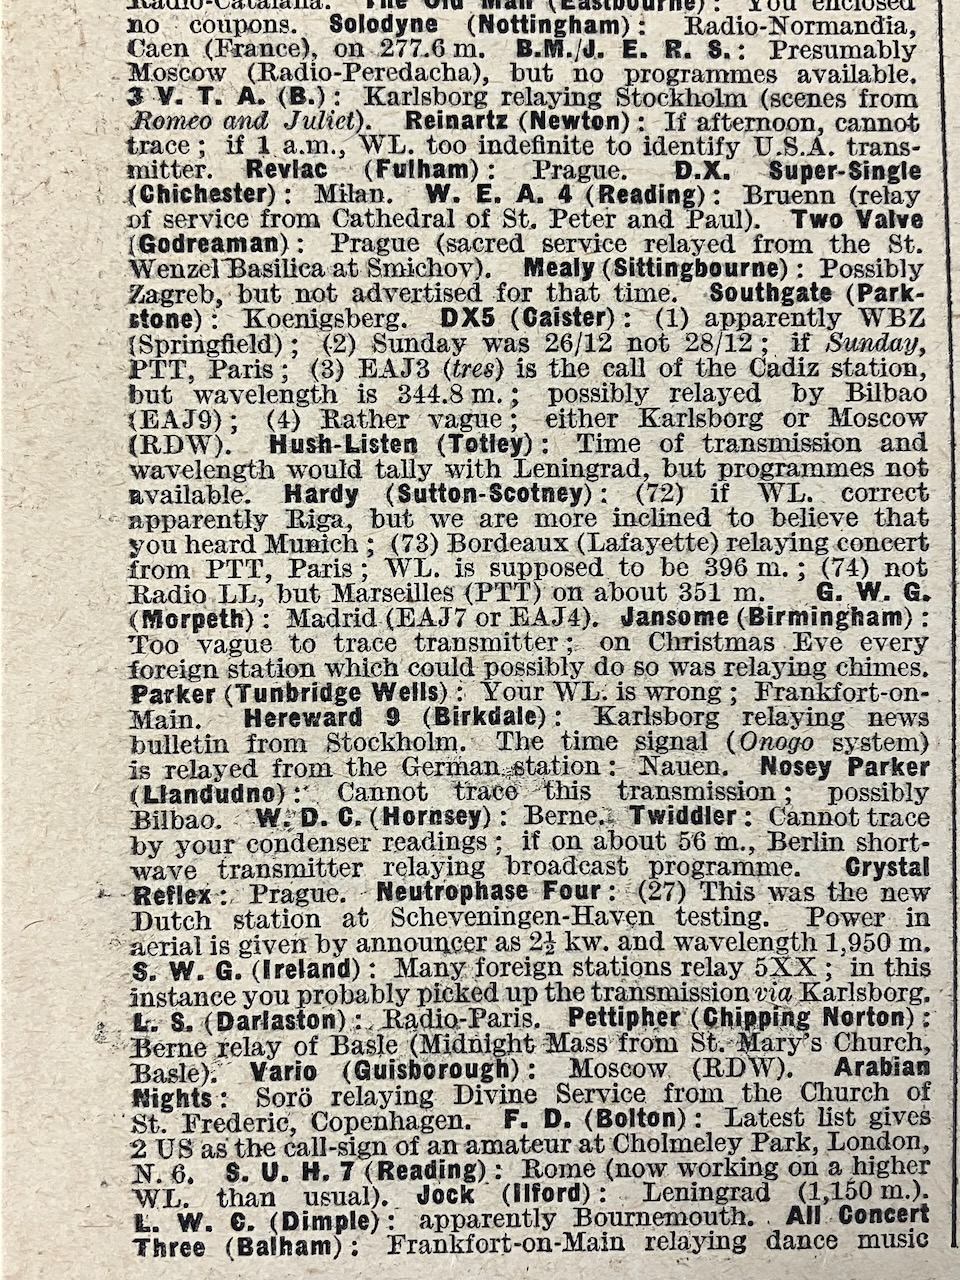 Radio-Catalana. The Old Man (Eastbourne): You enclosed
no coupons. Solodyne (Nottingham): Radio-Normandia,
Caen (France), on 277.6 m. B.M./J. E. R. S.: Presumably
Moscow (Radio-Peredacha), but no programmes available.
3 V. T. A. (B.): Karlsborg relaying Stockholm (scenes from
Romeo and Juliet). Reinartz (Newton): If afternoon, cannot
trace; if 1 a.m., WL. too indefinite to identify U.S.A. trans-
mitter. Revlac (Fulham): Prague. D.X. Super-Single
(Chichester): Milan. W. E. A. 4 (Reading): Bruenn (relay
of service from Cathedral of St. Peter and Paul). Two Valve
(Godreaman): Prague (sacred service relayed from the St.
Wenzel Basilica at Smichov). Mealy (Sittingbourne): Possibly
Zagreb, but not advertised for that time. Southgate (Park-
stone): Koenigsberg. DX5 (Caister): (1) apparently WBZ
(Springfield); (2) Sunday was 26/12 not 28/12; if Sunday,
PTT, Paris; (3) EAJ3 (tres) is the call of the Cadiz station,
but wavelength is 344.8 m.; possibly relayed by Bilbao
(EAJ9); (4) Rather vague; either Karlsborg or Moscow
(RDW). Hush-Listen (Totley): Time of transmission and
wavelength would tally with Leningrad, but programmes not
available. Hardy (Sutton-Scotney): (72) if WL. correct
apparently Riga, but we are more inclined to believe that
you heard Munich; (73) Bordeaux (Lafayette) relaying concert
from PTT, Paris; WL. is supposed to be 396 m.; (74) not
Radio LL, but Marseilles (PTT) on about 351 m. G. W. G.
(Morpeth): Madrid (EAJ7 or EAJ4). Jansome (Birmingham):
Too vague to trace transmitter; on Christmas Eve every
foreign station which could possibly do so was relaying chimes.
Parker (Tunbridge Wells): Your WL. is wrong; Frankfort-on-
Main. Hereward 9 (Birkdale): Karlsborg relaying news
bulletin from Stockholm. The time signal (Onogo system)
is relayed from the German station: Nauen. Nosey Parker
(Llandudno): Cannot trace this transmission; possibly
Bilbao. W. D. C. (Hornsey): Berne. Twiddler: Cannot trace
by your condenser readings; if on about 56 m., Berlin short-
wave transmitter relaying broadcast programme. Crystal
Reflex: Prague. Neutrophase Four: (27) This was the new
Dutch station at Scheveningen-Haven testing. Power in
aerial is given by announcer as 2½ kw. and wavelength 1,950 m.
S. W. G. (Ireland): Many foreign stations relay 5XX; in this
instance you probably picked up the transmission via Karlsborg.
L. S. (Darlaston): Radio-Paris. Pettipher (Chipping Norton):
Berne relay of Basle (Midnight Mass from St. Mary's Church,
Basle). Vario (Guisborough): Moscow (RDW). Arabian
Nights: Sorö relaying Divine Service from the Church of
St. Frederic, Copenhagen. F. D. (Bolton): Latest list gives
2 US as the call-sign of an amateur at Cholmeley Park, London,
N. 6. S. U. H. 7 (Reading): Rome (now working on a higher
WL. than usual). Jock (Ilford): Leningrad (1,150 m.).
L. W. C. (Dimple): apparently Bournemouth. All Concert
Three (Balham): Frankfort-on-Main relaying dance music